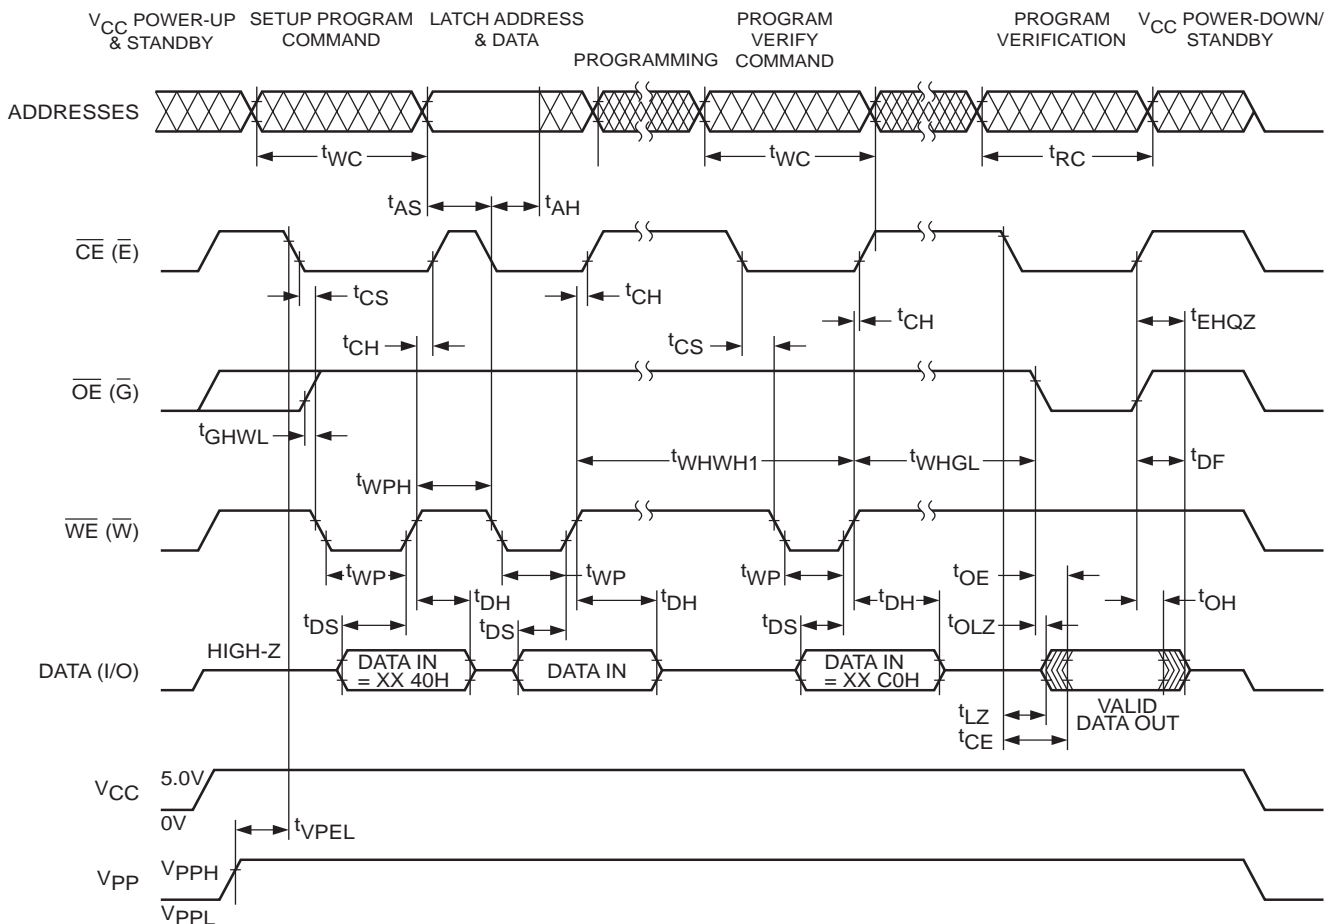 VCC POWER-UP
& STANDBY
SETUP PROGRAM
COMMAND
LATCH ADDRESS
& DATA
PROGRAMMING
PROGRAM
VERIFY
COMMAND
PROGRAM
VERIFICATION
VCC POWER-DOWN/
STANDBY
ADDRESSES
tWC
tWC
tRC
tAS
tAH
CE (E)
tCS
tCH
tCH
tCS
tCH
tEHQZ
OE (G)
tGHWL
tWPH
tWHWH1
tWHGL
tDF
WE (W)
tWP
tWP
tWP
tOE
tDH
tDH
tDH
tOH
tDS
tDS
tDS
tOLZ
HIGH-Z
DATA (I/O)
DATA IN
= XX 40H
DATA IN
DATA IN
= XX C0H
VALID
DATA OUT
tLZ
tCE
VCC
5.0V
0V
tVPEL
VPP
VPPH
VPPL